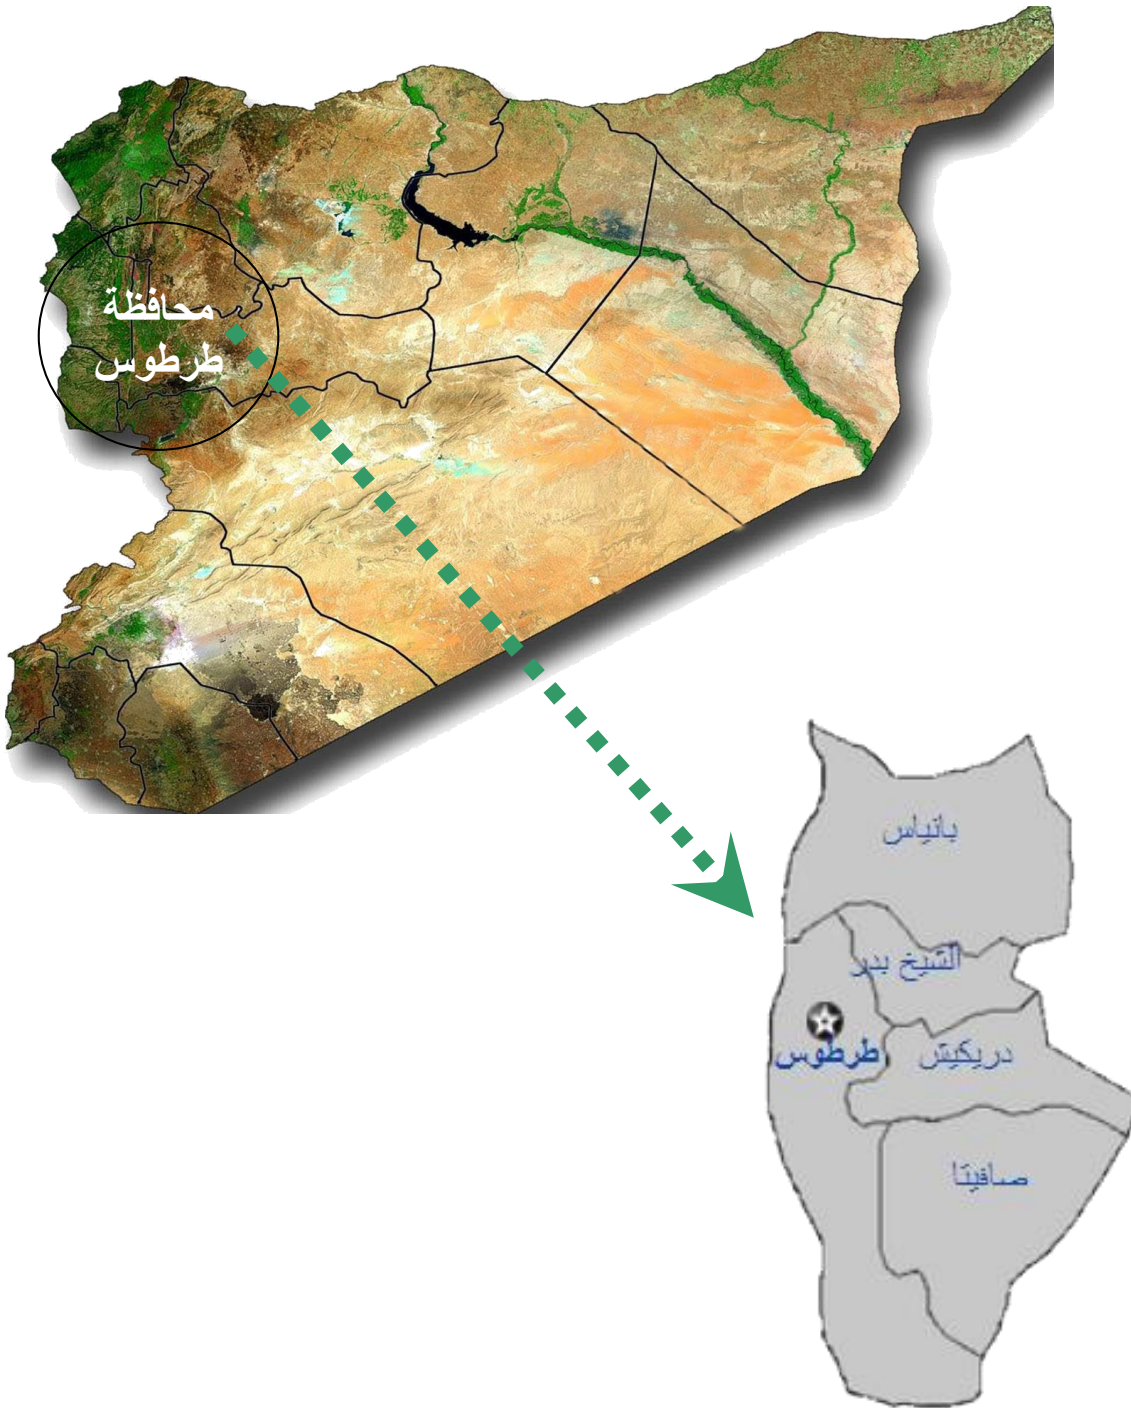 محافظة
طرطوس
بانياس
الشيخ بدر
طرطوس
دريكيش
صافيتا